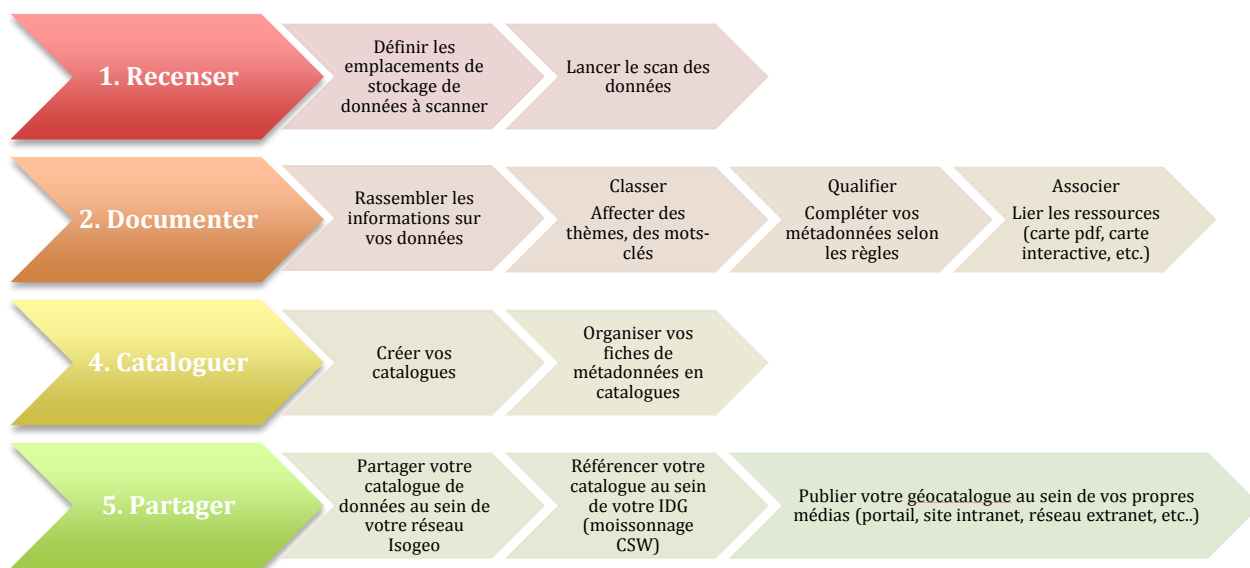 1. Recenser
Définir les
emplacements de
stockage de
données à scanner
Lancer le scan des
données
2. Documenter
Rassembler les
informations sur
vos données
Classer
Affecter des
thèmes, des mots-
clés
Qualifier
Compléter vos
métadonnées selon
les règles
Associer
Lier les ressources
(carte pdf, carte
interactive, etc.)
4. Cataloguer
Créer vos
catalogues
Organiser vos
fiches de
métadonnées en
catalogues
5. Partager
Partager votre
catalogue de
données au sein de
votre réseau
Isogeo
Référencer votre
catalogue au sein
de votre IDG
(moissonnage
CSW)
Publier votre géocatalogue au sein de vos propres
médias (portail, site intranet, réseau extranet, etc..)